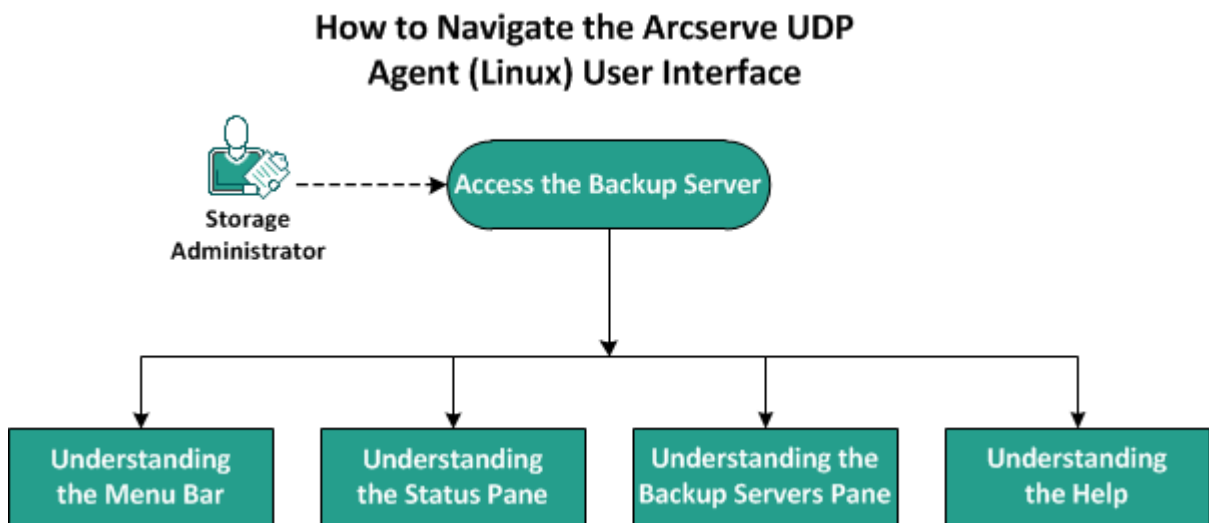 How to Navigate the Arcserve UDP
Agent (Linux) User Interface
Access the Backup Server
Storage
Administrator
Understanding
the Menu Bar
Understanding
the Status Pane
Understanding the
Backup Servers Pane
Understanding
the Help